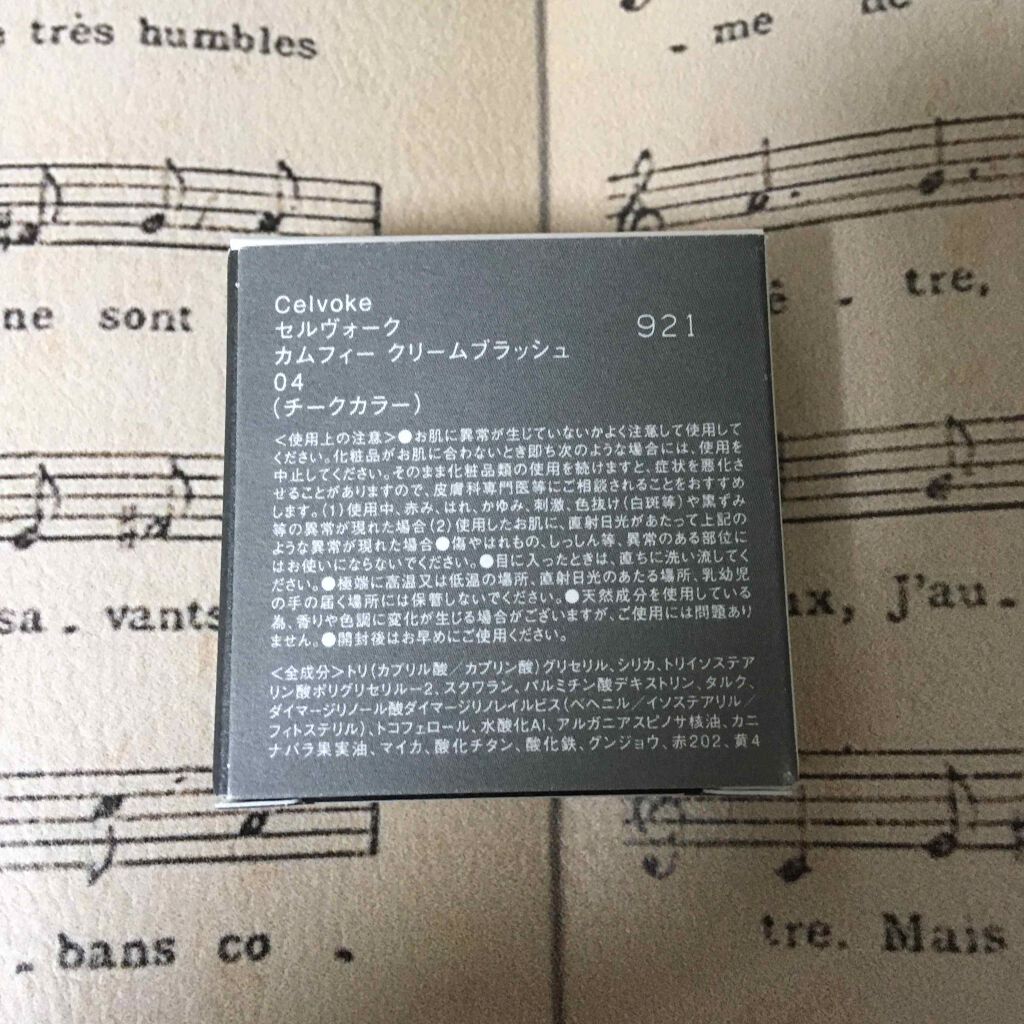 très humbles
me
ne sont
tre,
Celvoke
セルヴォーク
921
カムフィー クリームブラッシュ
04
(チークカラー)
<使用上の注意>●お肌に異常が生じていないかよく注意して使用して
ください。化粧品がお肌に合わないとき即ち次のような場合には、使用を
中止してください。そのまま化粧品類の使用を続けますと、症状を悪化さ
せることがありますので、皮膚科専門医等にご相談されることをおすすめ
します。(1)使用中、赤み、はれ、かゆみ、刺激、色抜け(白斑等)や黒ずみ
等の異常が現れた場合(2)使用したお肌に、直射日光があたって上記の
ような異常が現れた場合●傷やはれもの、しっしん等、異常のある部位に
はお使いにならないでください。●目に入ったときは、直ちに洗い流してく
ださい。●極端に高温又は低温の場所、直射日光のあたる場所、乳幼児
の手の届く場所には保管しないでください。●天然成分を使用している
為、香りや色調に変化が生じる場合がございますが、ご使用には問題あり
ません。●開封後はお早めにご使用ください。
<全成分>トリ(カプリル酸/カプリン酸)グリセリル、シリカ、トリイソステア
リン酸ポリグリセリル-2、スクワラン、パルミチン酸デキストリン、タルク、
ダイマージリノール酸ダイマージリノレイルビス(ベヘニル/イソステアリル/
フィトステリル)、トコフェロール、水酸化Al、アルガニアスピノサ核油、カニ
ナバラ果実油、マイカ、酸化チタン、酸化鉄、グンジョウ、赤202、黄4
sa - vants
J'au -
- bans co -
tre. Mais